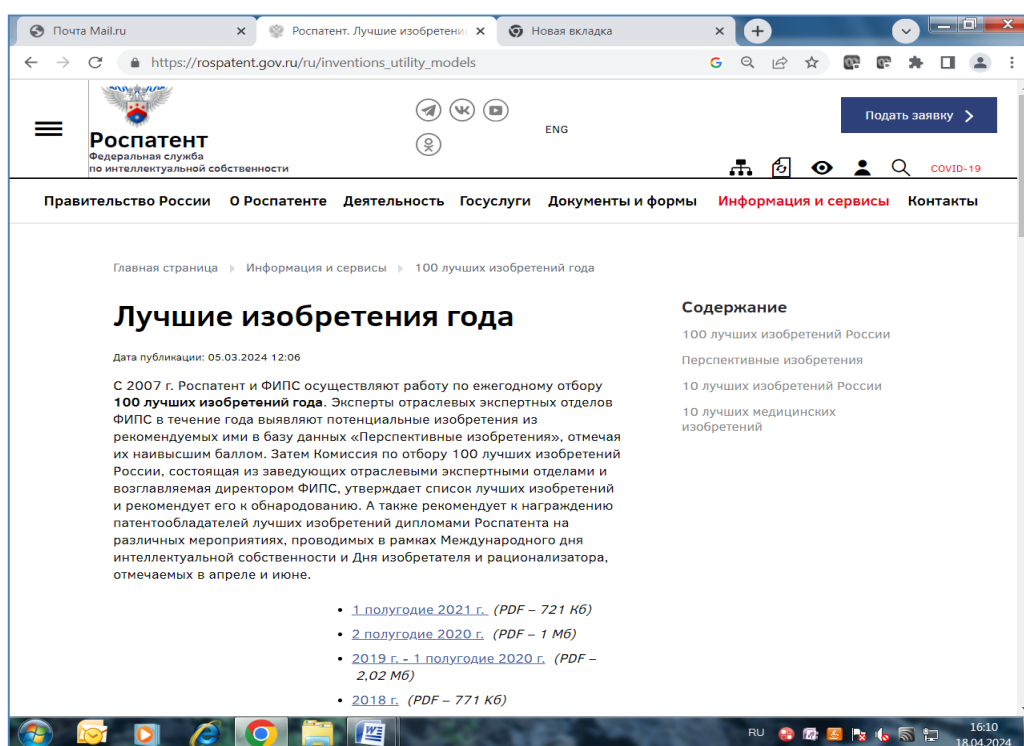 Почта Mail.ru
Роспатент. Лучшие изобретени
Новая вкладка
https://rospatent.gov.ru/ru/inventions_utility_models
Роспатент
Федеральная служба
по интеллектуальной собственности
ENG
Подать заявку
COVID-19
Правительство России О Роспатенте Деятельность Госуслуги Документы и формы Информация и сервисы Контакты
Главная страница Информация и сервисы 100 лучших изобретений года
Лучшие изобретения года
Дата публикации: 05.03.2024 12:06
С 2007 г. Роспатент и ФИПС осуществляют работу по ежегодному отбору
100 лучших изобретений года. Эксперты отраслевых экспертных отделов
ФИПС в течение года выявляют потенциальные изобретения из
рекомендуемых ими в базу данных «Перспективные изобретения», отмечая
их наивысшим баллом. Затем Комиссия по отбору 100 лучших изобретений
России, состоящая из заведующих отраслевыми экспертными отделами и
возглавляемая директором ФИПС, утверждает список лучших изобретений
и рекомендует его к обнародованию. А также рекомендует к награждению
патентообладателей лучших изобретений дипломами Роспатента на
различных мероприятиях, проводимых в рамках Международного дня
интеллектуальной собственности и Дня изобретателя и рационализатора,
отмечаемых в апреле и июне.
• 1 полугодие 2021 г. (PDF – 721 Кб)
• 2 полугодие 2020 г. (PDF – 1 Мб)
• 2019 г. - 1 полугодие 2020 г. (PDF –
2,02 Мб)
• 2018 г. (PDF – 771 Кб)
Содержание
100 лучших изобретений России
Перспективные изобретения
10 лучших изобретений России
10 лучших медицинских
изобретений
RU
16:10
18.04.2024